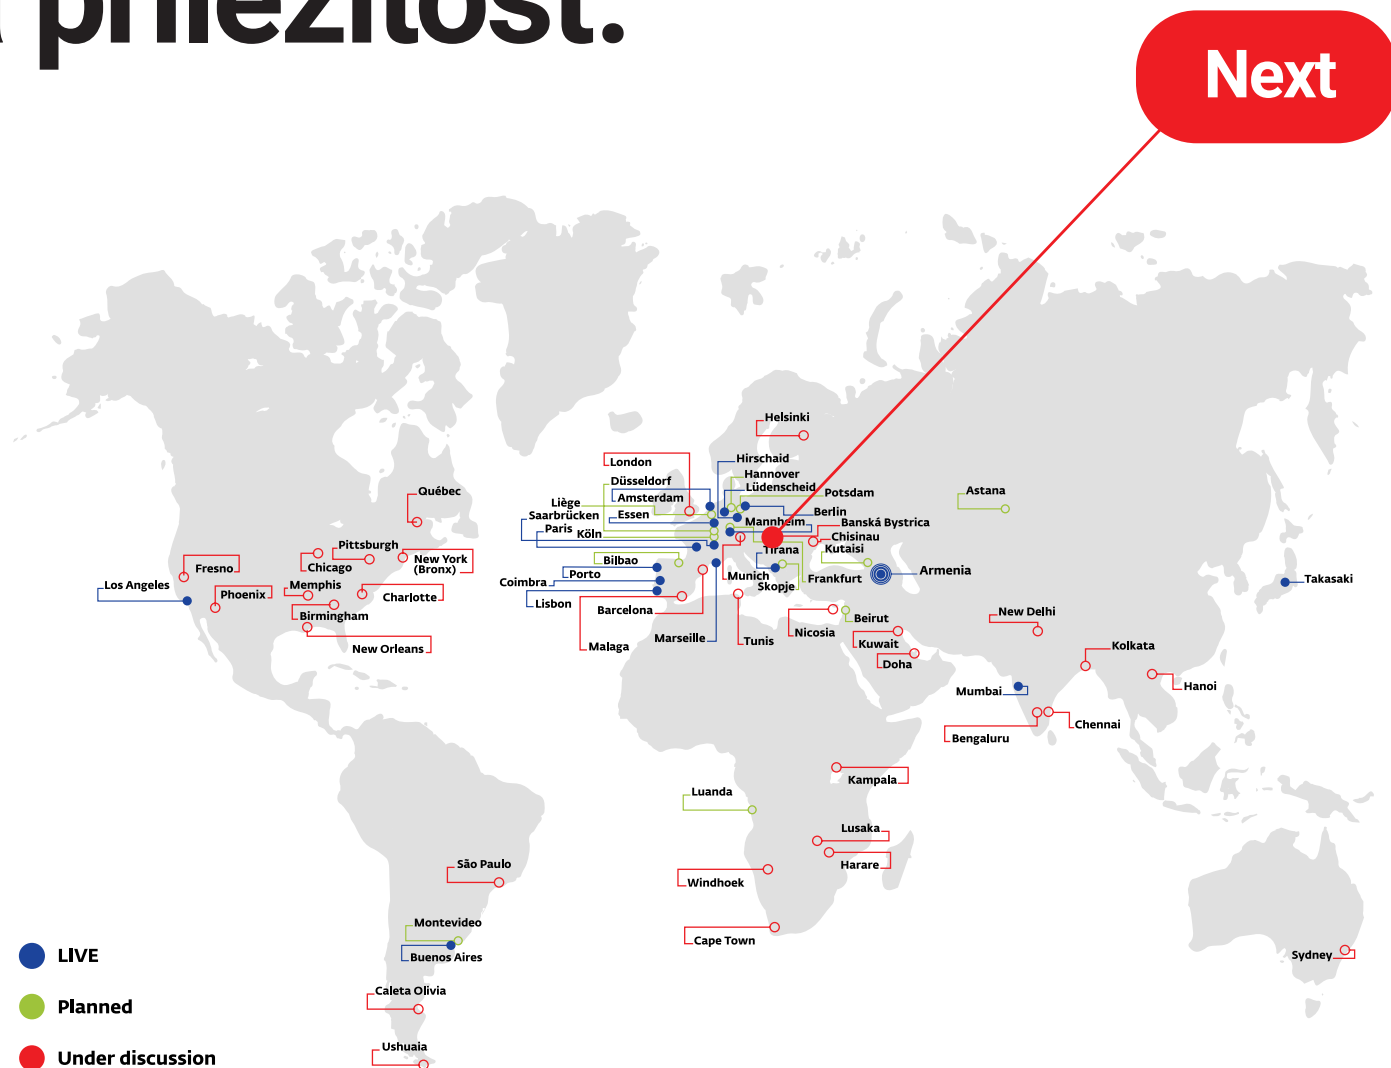 príležitosť.
Next
Helsinki
London
Hirschaid
Düsseldorf
Hannover
Amsterdam
Lüdenscheid
Potsdam
Liège
Saarbrücken
Essen
Berlin
Paris
Köln
Mannheim
Banská Bystrica
Chisinau
Tirana
Kutaisi
Bilbao
Porto
Armenia
Coimbra
Munich
Skopje
Frankfurt
Lisbon
Barcelona
Marseille
Malaga
Tunis
Nicosia
Beirut
Kuwait
Doha
Astana
Takasaki
New Delhi
Kolkata
Mumbai
Hanoi
Chennai
Bengaluru
Québec
Pittsburgh
Fresno
Chicago
New York
(Bronx)
Los Angeles
Phoenix
Memphis
Charlotte
Birmingham
New Orleans
Kampala
Luanda
Lusaka
Harare
Windhoek
Cape Town
São Paulo
Montevideo
Buenos Aires
Caleta Olivia
Ushuaia
Sydney
LIVE
Planned
Under discussion